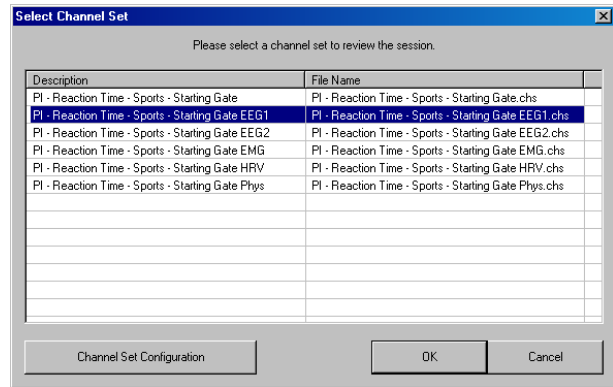 Select Channel Set
Please select a channel set to review the session.
Description File Name
PI - Reaction Time - Sports - Starting Gate PI - Reaction Time - Sports - Starting Gate.chs
PI - Reaction Time - Sports - Starting Gate EEG1 PI - Reaction Time - Sports - Starting Gate EEG1.chs
PI - Reaction Time - Sports - Starting Gate EEG2 PI - Reaction Time - Sports - Starting Gate EEG2.chs
PI - Reaction Time - Sports - Starting Gate EMG PI - Reaction Time - Sports - Starting Gate EMG.chs
PI - Reaction Time - Sports - Starting Gate HRV PI - Reaction Time - Sports - Starting Gate HRV.chs
PI - Reaction Time - Sports - Starting Gate Phys PI - Reaction Time - Sports - Starting Gate Phys.chs
Channel Set Configuration OK Cancel